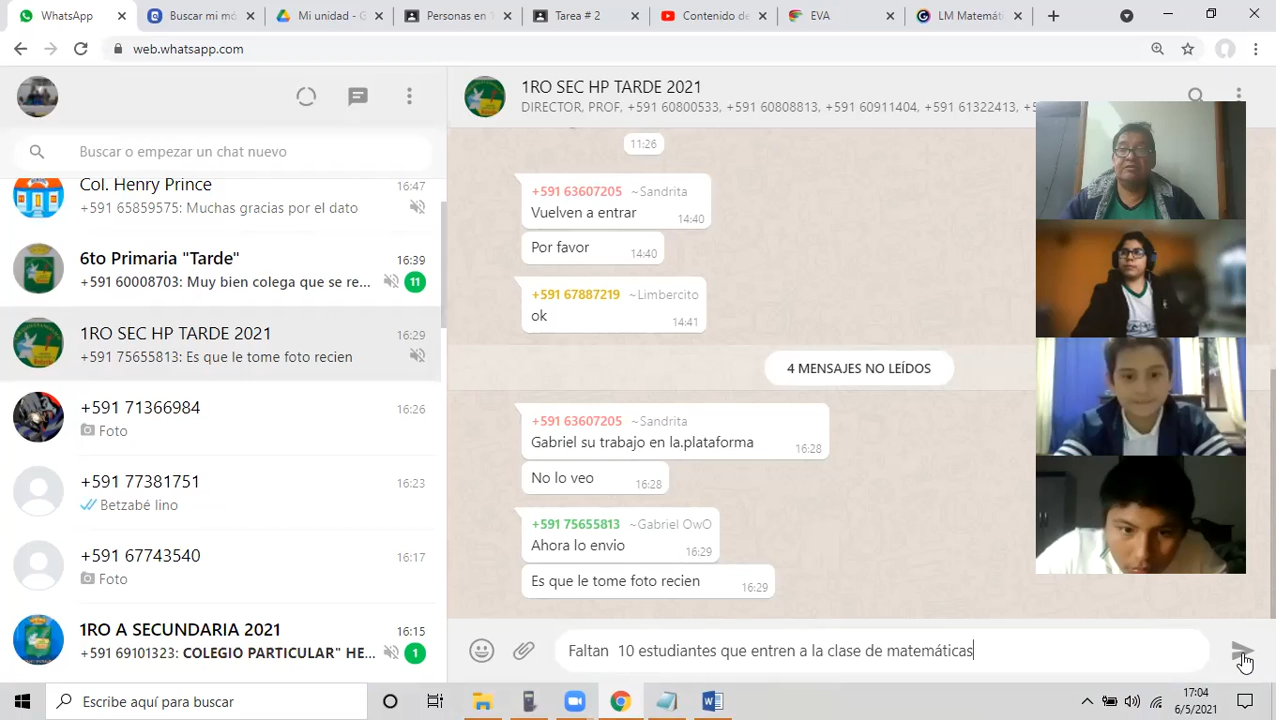 WhatsApp
Buscar mi mó
Mi unidad - G
Personas en 1
Tarea # 2
Contenido de
EVA
LM Matemáti
web.whatsapp.com
Buscar o empezar un chat nuevo
Col. Henry Prince 16:47
+591 65859575: Muchas gracias por el dato
6to Primaria "Tarde" 16:39
+591 60008703: Muy bien colega que se re... 11
1RO SEC HP TARDE 2021 16:29
+591 75655813: Es que le tome foto recien
+591 71366984 16:26
Foto
+591 77381751 16:23
Betzabé lino
+591 67743540 16:17
Foto
1RO A SECUNDARIA 2021 16:15
+591 69101323: COLEGIO PARTICULAR" HE... 1
1RO SEC HP TARDE 2021
DIRECTOR, PROF, +591 60800533, +591 60808813, +591 60911404, +591 61322413, +5
11:26
+591 63607205 ~Sandrita
Vuelven a entrar 14:40
Por favor 14:40
+591 67887219 ~Limbercito
ok 14:41
4 MENSAJES NO LEÍDOS
+591 63607205 ~Sandrita
Gabriel su trabajo en la.plataforma 16:28
No lo veo 16:28
+591 75655813 ~Gabriel OwO
Ahora lo envio 16:29
Es que le tome foto recien 16:29
Faltan  10 estudiantes que entren a la clase de matemáticas
Escribe aquí para buscar
17:04
6/5/2021